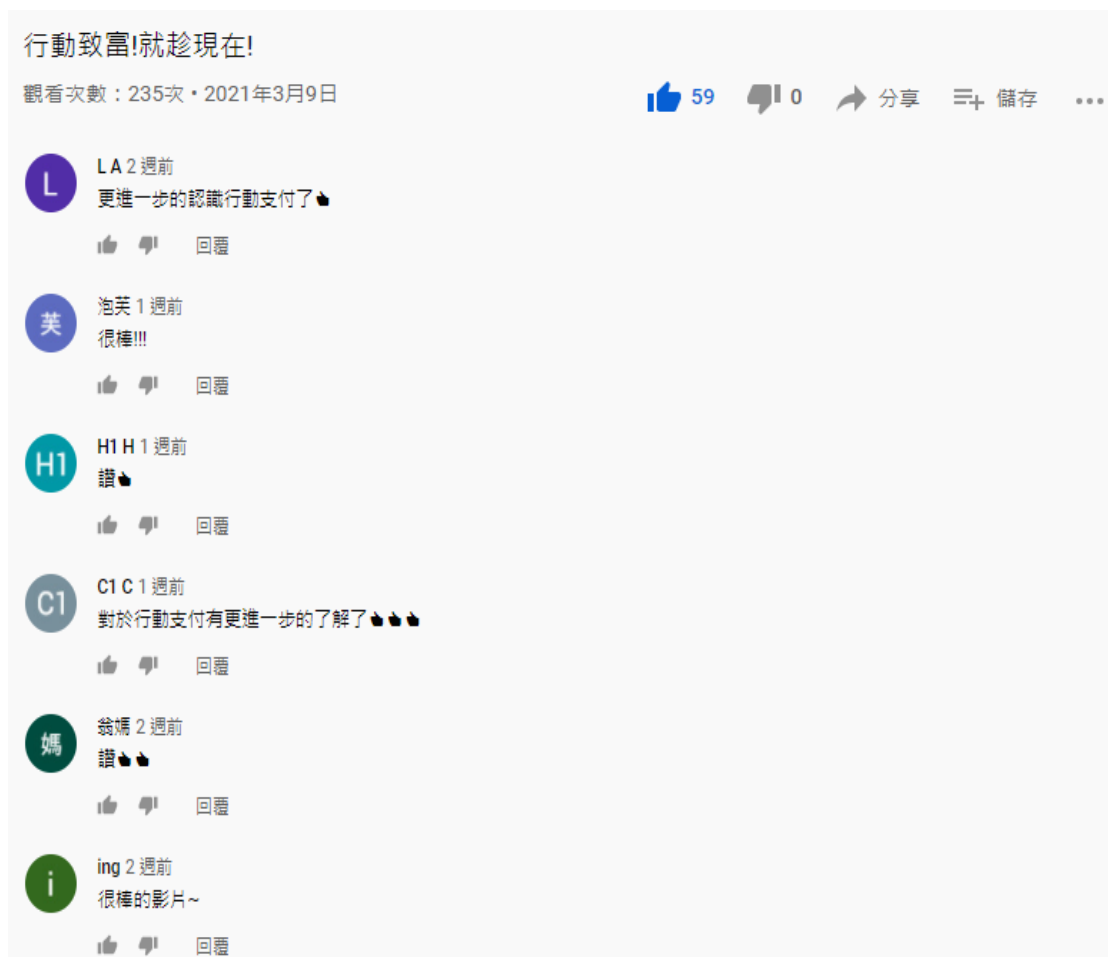 行動致富!就趁現在!
觀看次數：235次・2021年3月9日
59 0 分享 儲存
L
L A 2 週前
更進一步的認識行動支付了👍
回覆
芙
泡芙 1 週前
很棒!!!
回覆
H1
H1 H 1 週前
讚👍
回覆
C1
C1 C 1 週前
對於行動支付有更進一步的了解了👍👍👍
回覆
媽
翁媽 2 週前
讚👍👍
回覆
i
ing 2 週前
很棒的影片~
回覆